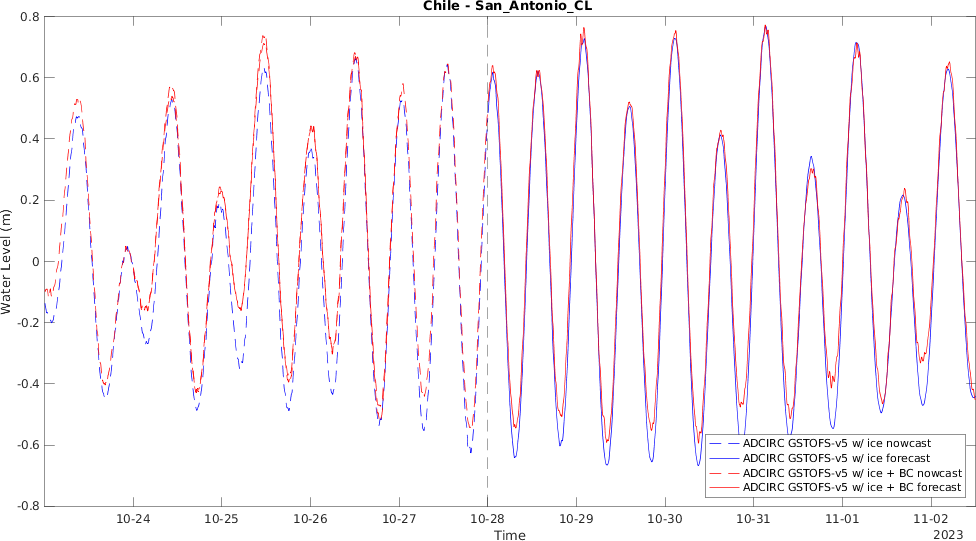 Chile - San_Antonio_CL
0.8
0.6
0.4
0.2
0
-0.2
-0.4
-0.6
-0.8
Water Level (m)
10-24 10-25 10-26 10-27 10-28 10-29 10-30 10-31 11-01 11-02
Time
2023
ADCIRC GSTOFS-v5 w/ ice nowcast
ADCIRC GSTOFS-v5 w/ ice forecast
ADCIRC GSTOFS-v5 w/ ice + BC nowcast
ADCIRC GSTOFS-v5 w/ ice + BC forecast